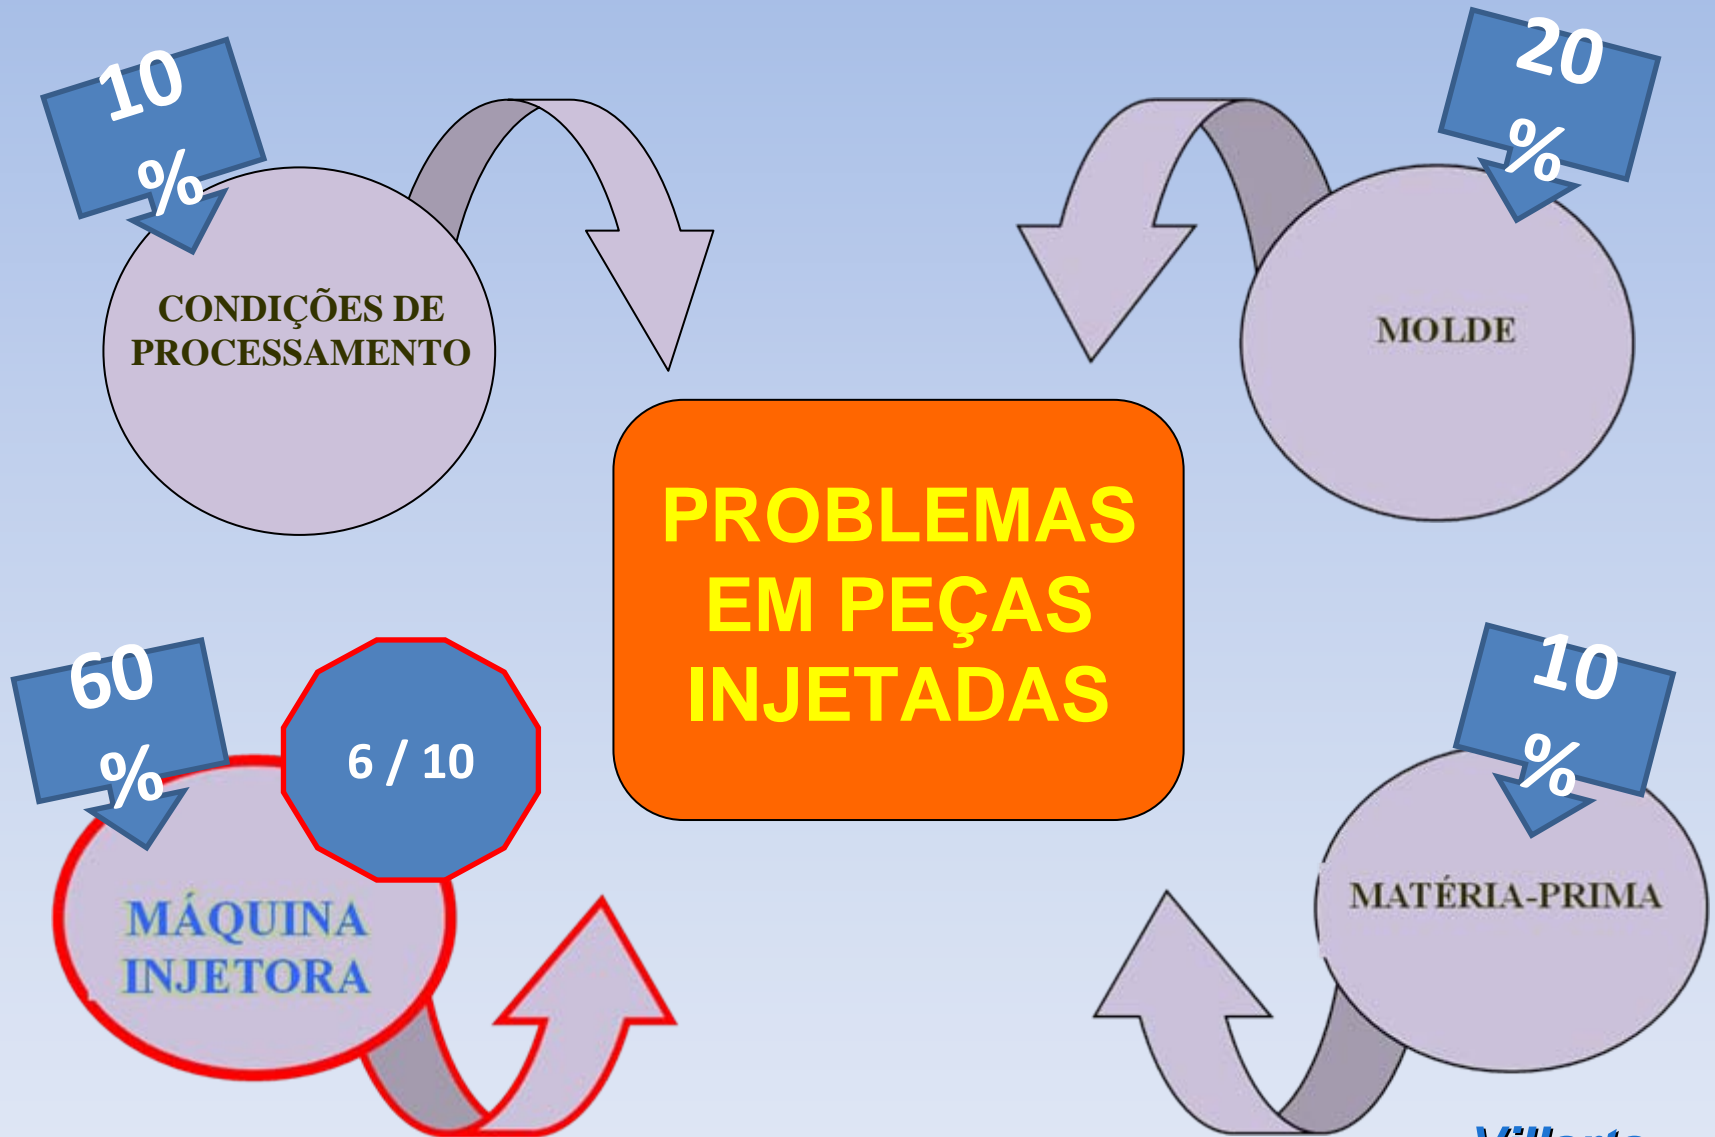 10
%
CONDIÇÕES DE
PROCESSAMENTO
20
%
MOLDE
PROBLEMAS
EM PEÇAS
INJETADAS
60
%
6 / 10
MÁQUINA
INJETORA
10
%
MATÉRIA-PRIMA